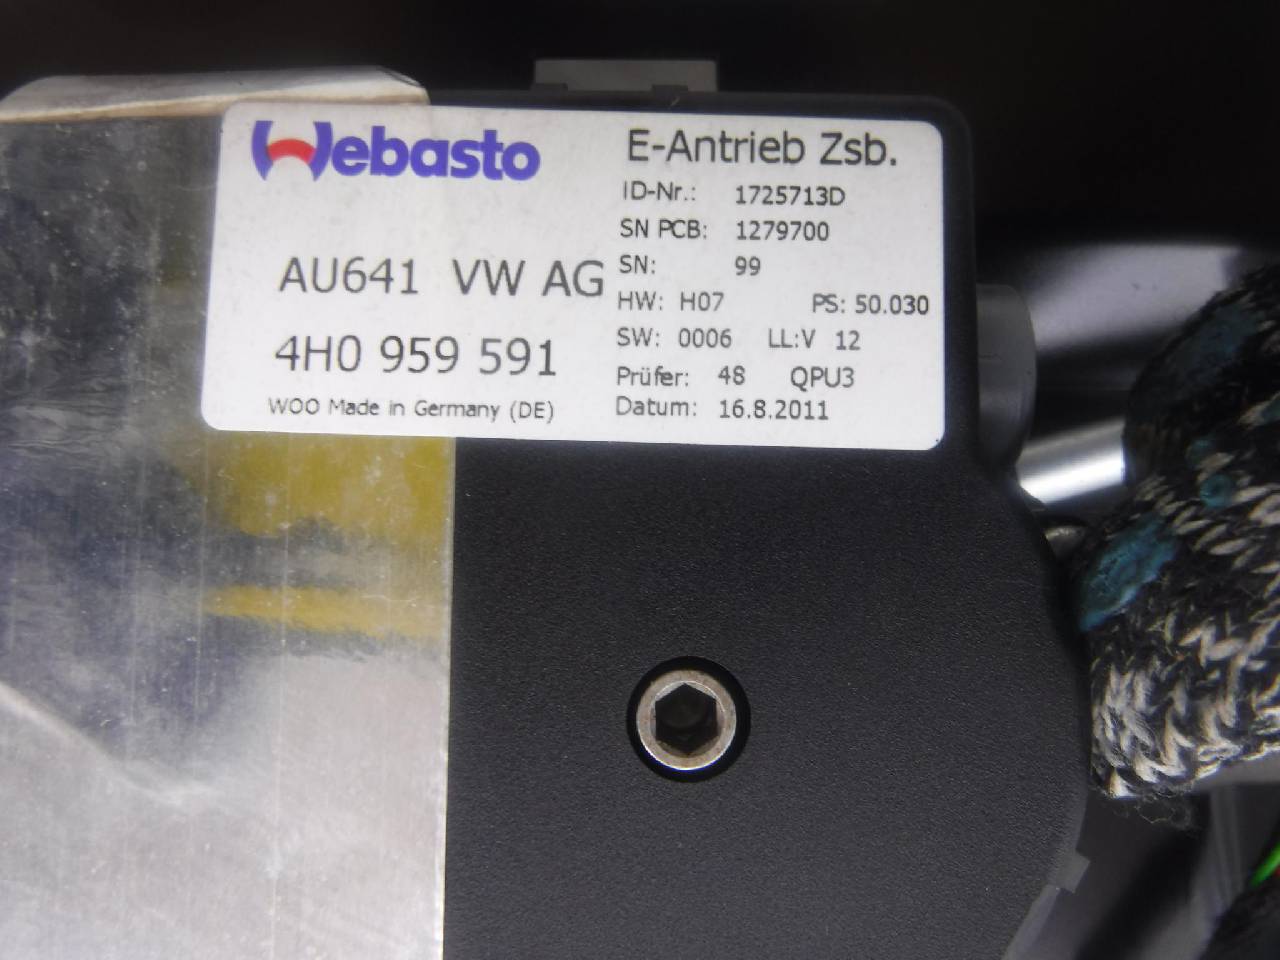 Webasto
AU641 VW AG
4H0 959 591
WOO Made in Germany (DE)
E-Antrieb Zsb.
ID-Nr.: 1725713D
SN PCB: 1279700
SN: 99
HW: H07 PS: 50.030
SW: 0006 LL:V 12
Prüfer: 48 QPU3
Datum: 16.8.2011